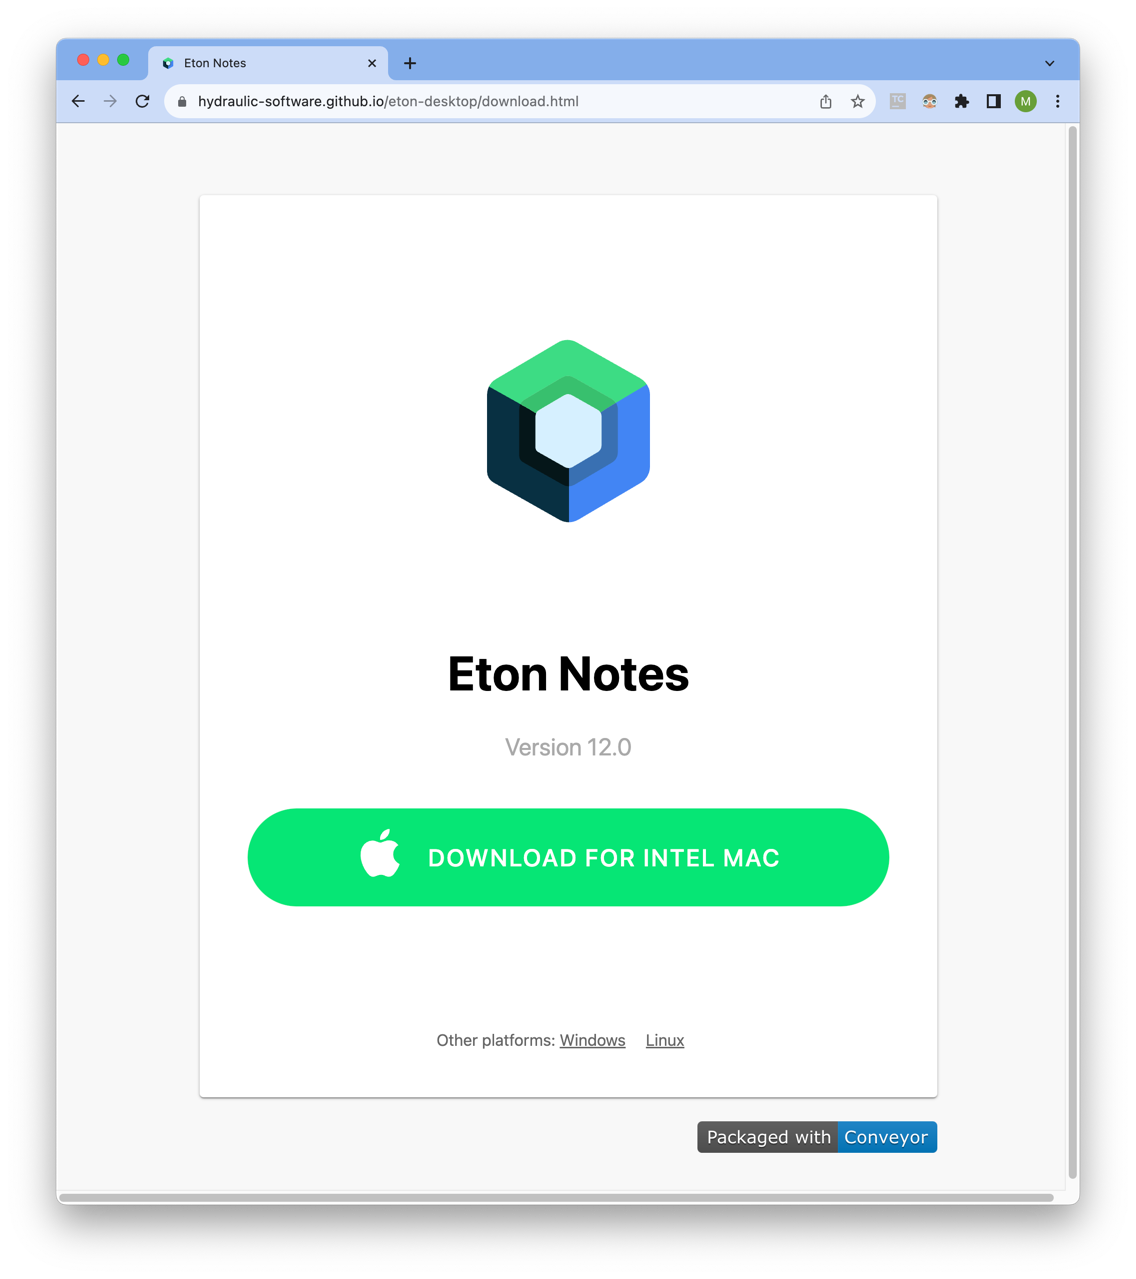 Eton Notes
hydraulic-software.github.io/eton-desktop/download.html
TC
M
Eton Notes
Version 12.0
DOWNLOAD FOR INTEL MAC
Other platforms: Windows Linux
Packaged with Conveyor